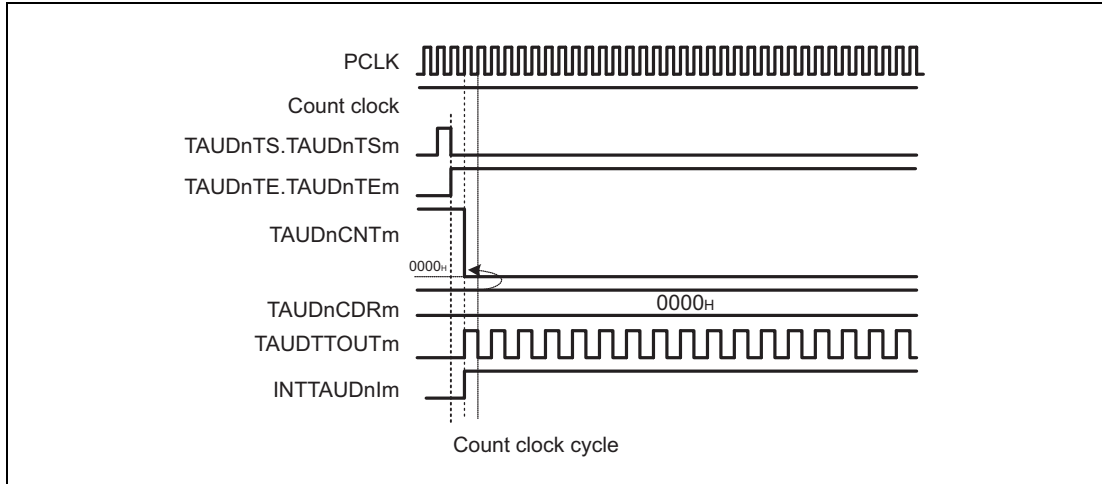 PCLK
Count clock
TAUDnTS.TAUDnTSm
TAUDnTE.TAUDnTEm
TAUDnCNTm
0000H
TAUDnCDRm
0000H
TAUDTTOUTm
INTTAUDnIm
Count clock cycle